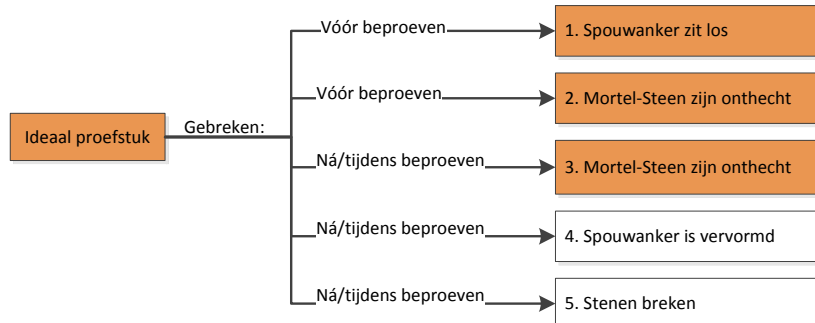 Vóór beproeven
1. Spouwanker zit los
Vóór beproeven
2. Mortel-Steen zijn onthecht
Ideaal proefstuk
Gebreken:
Ná/tijdens beproeven
3. Mortel-Steen zijn onthecht
Ná/tijdens beproeven
4. Spouwanker is vervormd
Ná/tijdens beproeven
5. Stenen breken